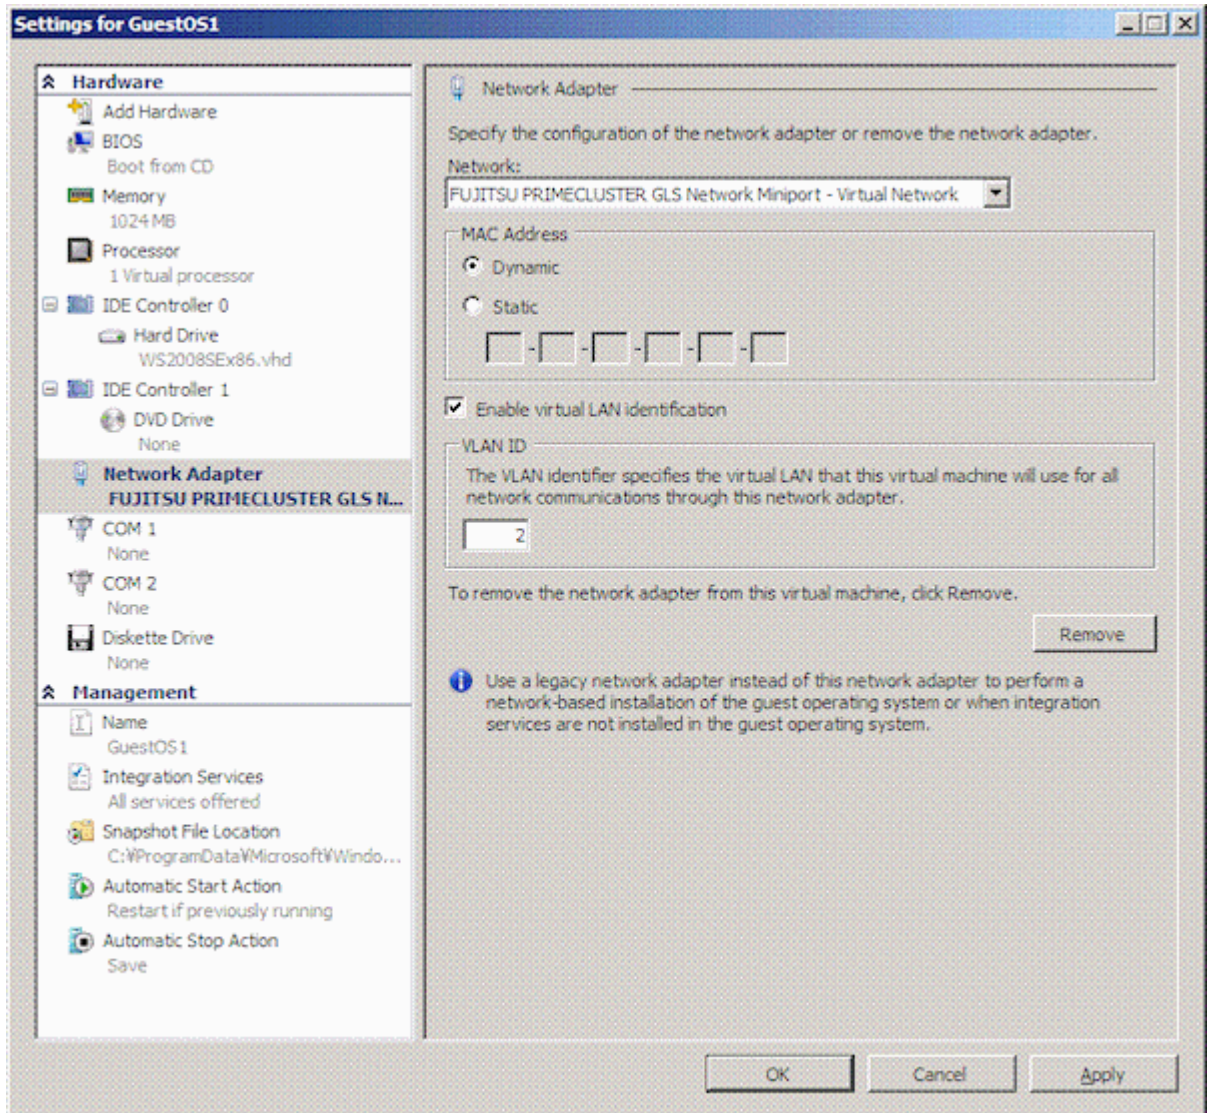 Settings for GuestOS1
Hardware
Add Hardware
BIOS
Boot from CD
Memory
1024 MB
Processor
1 Virtual processor
IDE Controller 0
Hard Drive
WS2008SEx86.vhd
IDE Controller 1
DVD Drive
None
Network Adapter
FUJITSU PRIMECLUSTER GLS N...
COM 1
None
COM 2
None
Diskette Drive
None
Management
Name
GuestOS1
Integration Services
All services offered
Snapshot File Location
C:¥ProgramData¥Microsoft¥Windo...
Automatic Start Action
Restart if previously running
Automatic Stop Action
Save
Network Adapter
Specify the configuration of the network adapter or remove the network adapter.
Network:
FUJITSU PRIMECLUSTER GLS Network Miniport - Virtual Network
MAC Address
Dynamic
Static
- - - - -
Enable virtual LAN identification
VLAN ID
The VLAN identifier specifies the virtual LAN that this virtual machine will use for all
network communications through this network adapter.
2
To remove the network adapter from this virtual machine, click Remove.
Remove
Use a legacy network adapter instead of this network adapter to perform a
network-based installation of the guest operating system or when integration
services are not installed in the guest operating system.
OK
Cancel
Apply